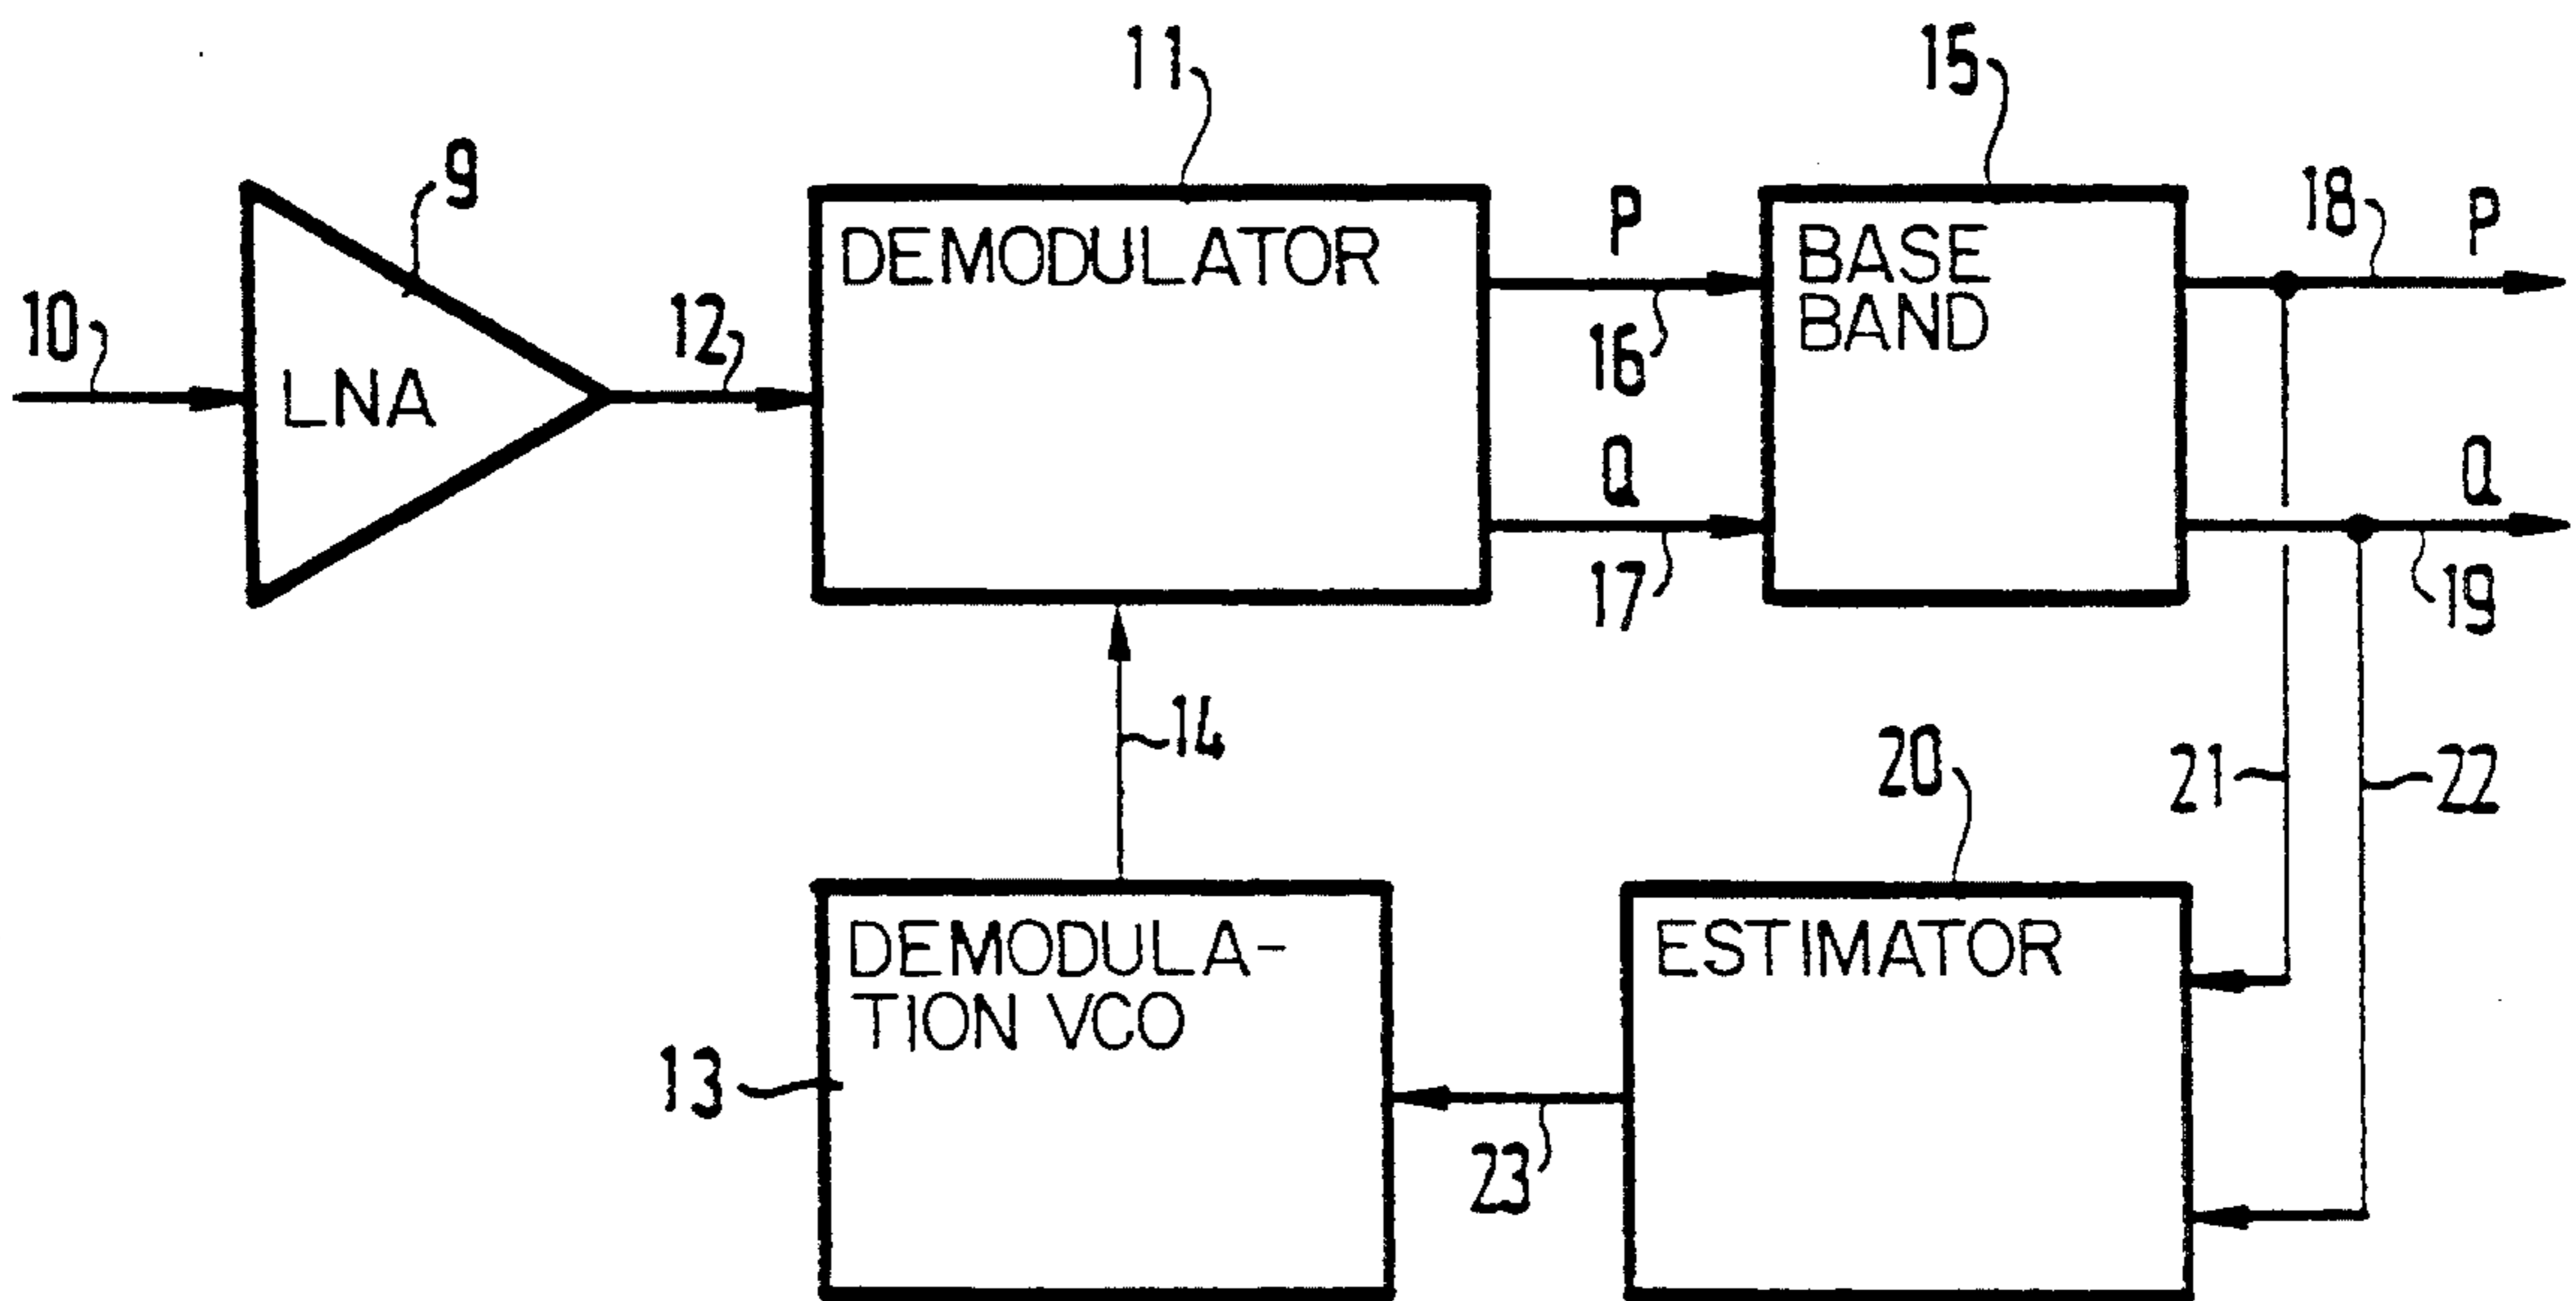 11
15
9
18
P
P
DEMODULATOR
BASE
BAND
10
12
16
LNA
Q
Q
17
19
14
20
21
22
DEMODULA-
TION VCO
ESTIMATOR
13
23